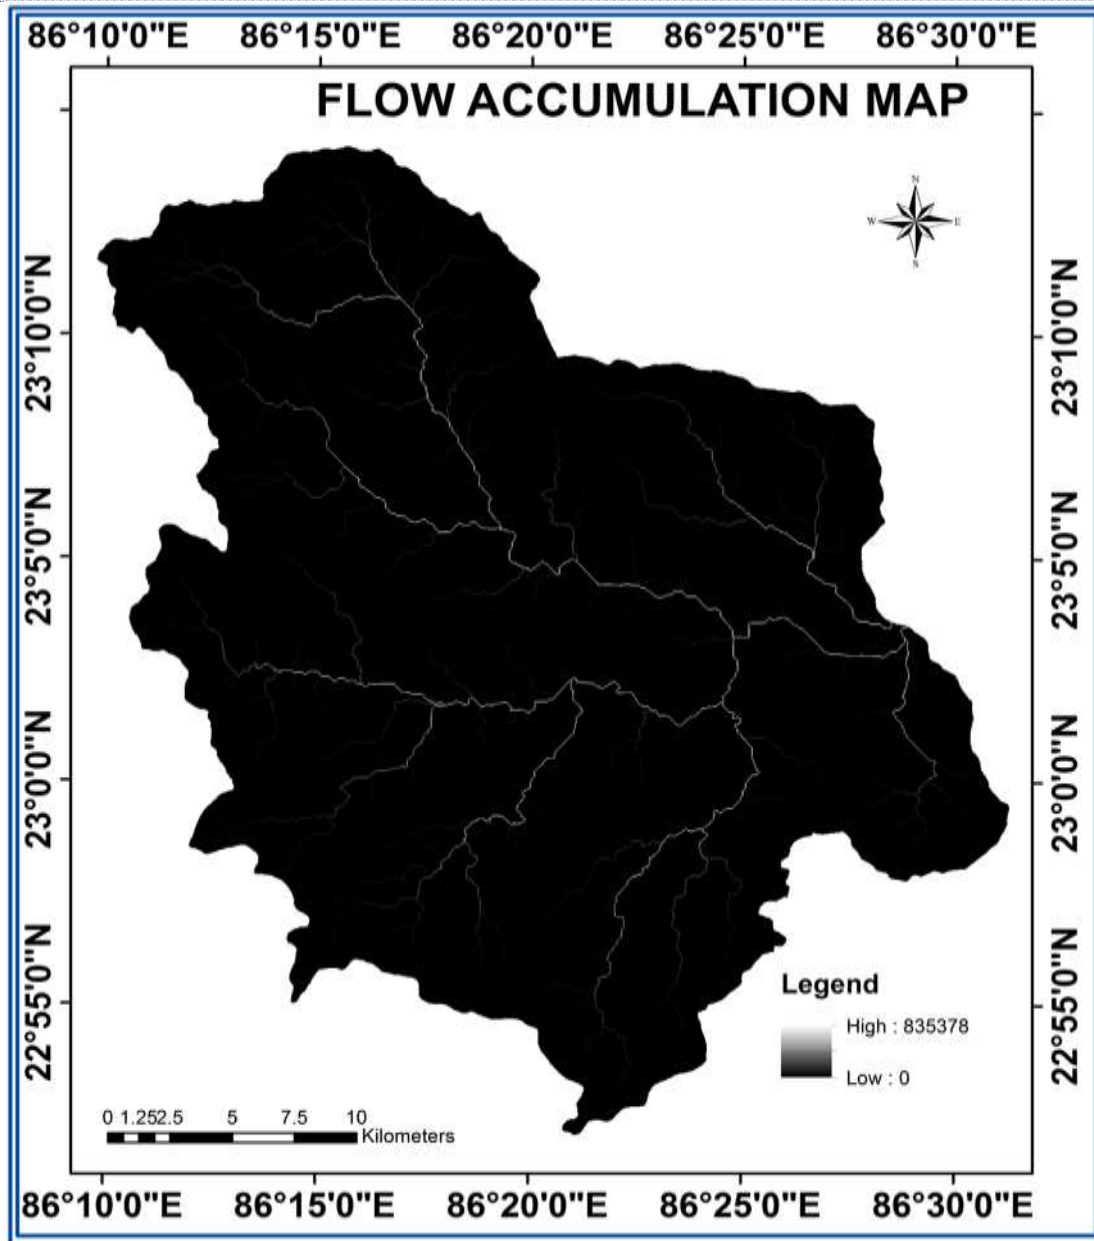 86°10'0"E 86°15'0"E 86°20'0"E 86°25'0"E 86°30'0"E
FLOW ACCUMULATION MAP
N
W E
N
23°10'0"N 23°10'0"N
23°5'0"N 23°5'0"N
23°0'0"N 23°0'0"N
22°55'0"N 22°55'0"N
Legend
High : 835378
Low : 0
0 1.252.5 5 7.5 10
Kilometers
86°10'0"E 86°15'0"E 86°20'0"E 86°25'0"E 86°30'0"E